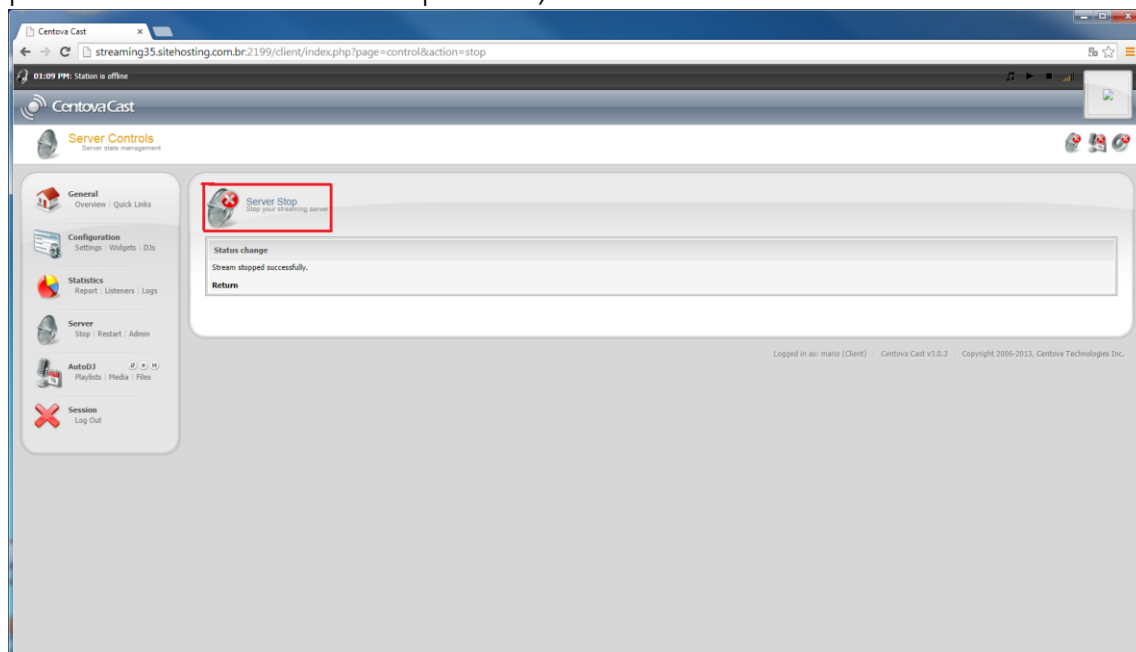 Centova Cast
streaming35.sitehosting.com.br:2199/client/index.php?page=control&action=stop
01:09 PM: Station is offline
CentovaCast
Server Controls
Server state management
General
Overview | Quick Links
Configuration
Settings | Widgets | DJs
Statistics
Report | Listeners | Logs
Server
Stop | Restart | Admin
AutoDJ
Playlists | Media | Files
Session
Log Out
Server Stop
Stop your streaming server
Status change
Stream stopped successfully.
Return
Logged in as: mario (Client) | Centova Cast v3.0.3 | Copyright 2006-2013, Centova Technologies Inc.